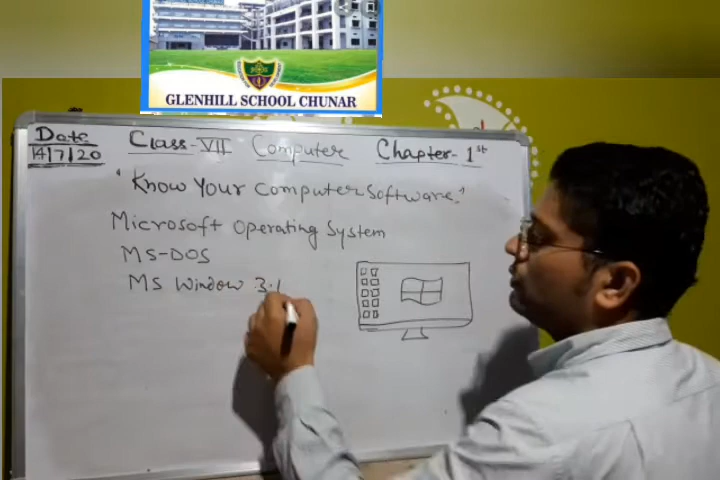 GLENHILL SCHOOL CHUNAR
Date
14/7/20
Class-VII Computer Chapter-1st
"Know Your Computer Software."
Microsoft Operating System
MS-DOS
MS Window 3.1